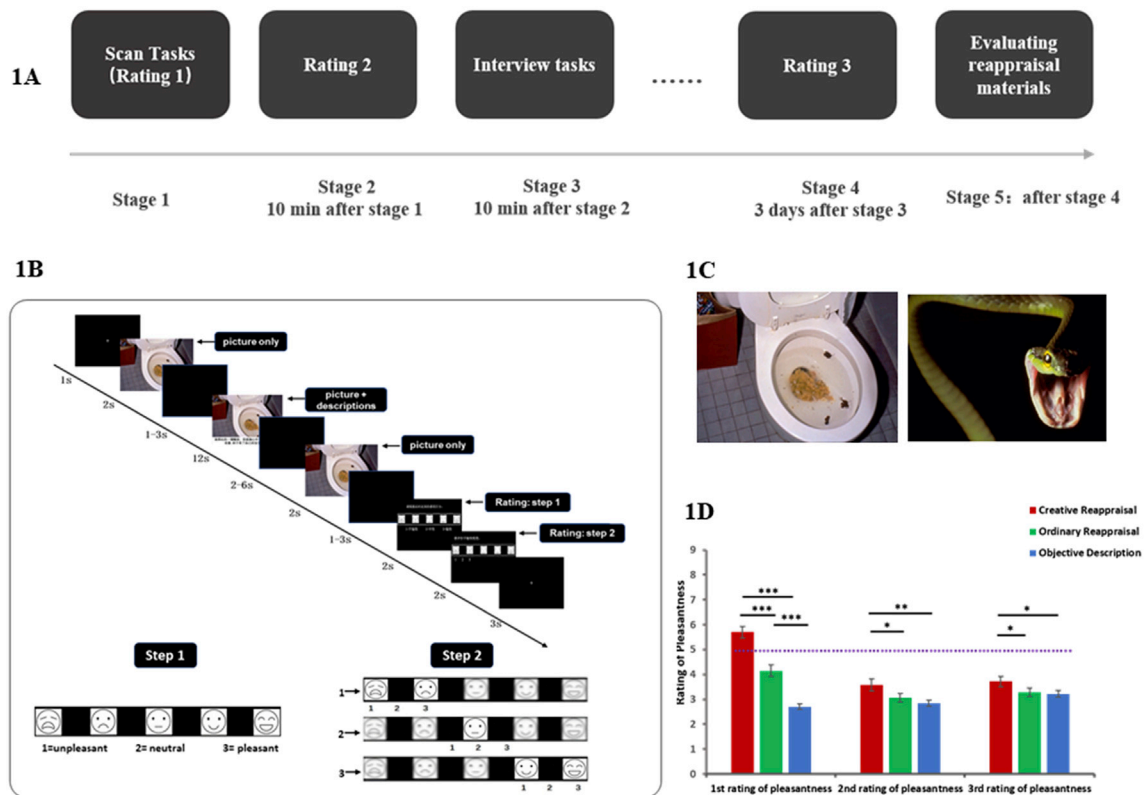 1A
Scan Tasks
(Rating 1)
Rating 2
Interview tasks
......
Rating 3
Evaluating
reappraisal
materials
Stage 1
Stage 2
10 min after stage 1
Stage 3
10 min after stage 2
Stage 4
3 days after stage 3
Stage 5：after stage 4
1B
picture only
picture +
descriptions
picture only
Rating: step 1
Rating: step 2
1s
2s
1-3s
12s
2-6s
2s
1-3s
2s
2s
3s
Step 1
1=unpleasant 2= neutral 3= pleasant
Step 2
1
1 2 3
2
1 2 3
3
1 2 3
1C
1D
Creative Reappraisal
Ordinary Reappraisal
Objective Description
Rating of Pleasantness
9
8
7
6
5
4
3
2
1
0
***
***
***
**
*
*
*
1st rating of pleasantness 2nd rating of pleasantness 3rd rating of pleasantness